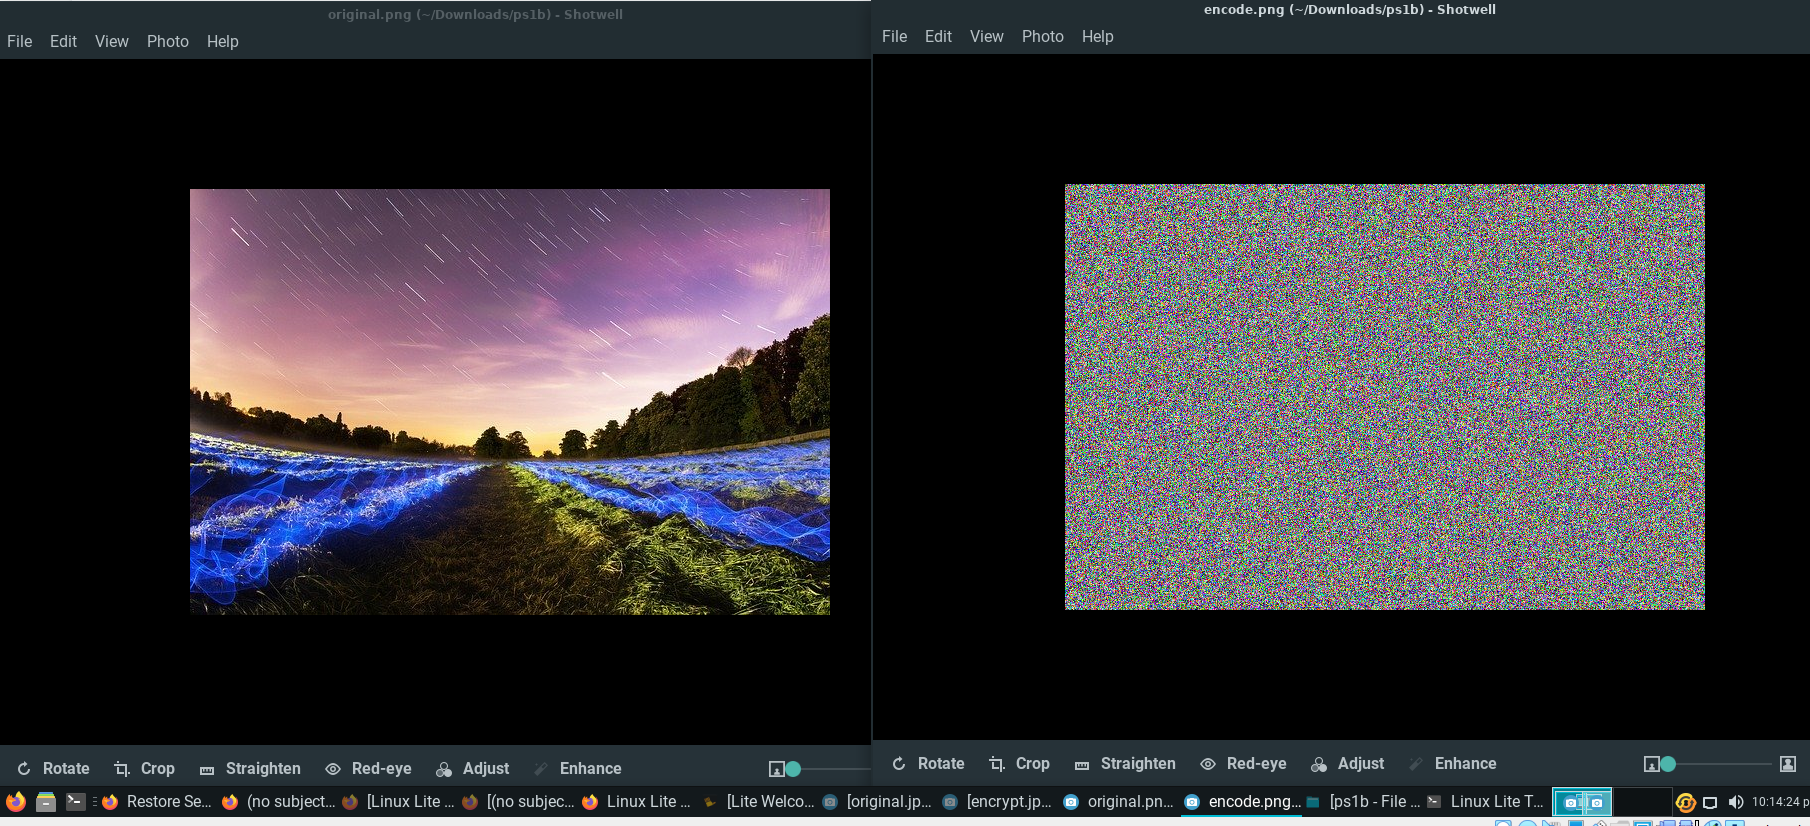 original.png (~/Downloads/ps1b) - Shotwell
File Edit View Photo Help
encode.png (~/Downloads/ps1b) - Shotwell
File Edit View Photo Help
Rotate Crop Straighten Red-eye Adjust Enhance
Rotate Crop Straighten Red-eye Adjust Enhance
Restore Se... (no subject... [Linux Lite ... [(no subjec... Linux Lite ... [Lite Welco... [original.jp... [encrypt.jp... original.pn... encode.png... [ps1b - File ... Linux Lite T... 10:14:24 p